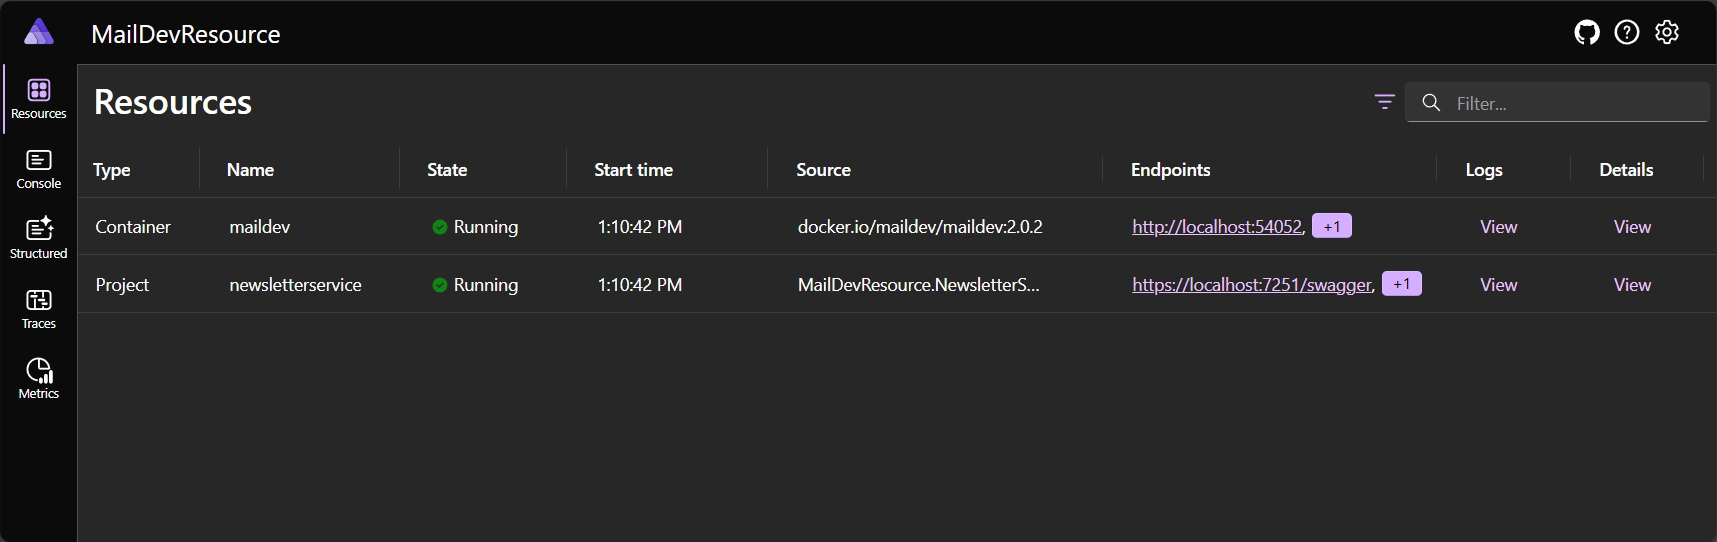 MailDevResource
Resources
Console
Structured
Traces
Metrics
Resources
Filter...
Type Name State Start time Source Endpoints Logs Details
Container maildev Running 1:10:42 PM docker.io/maildev/maildev:2.0.2 http://localhost:54052, +1 View View
Project newsletterservice Running 1:10:42 PM MailDevResource.NewsletterS... https://localhost:7251/swagger, +1 View View